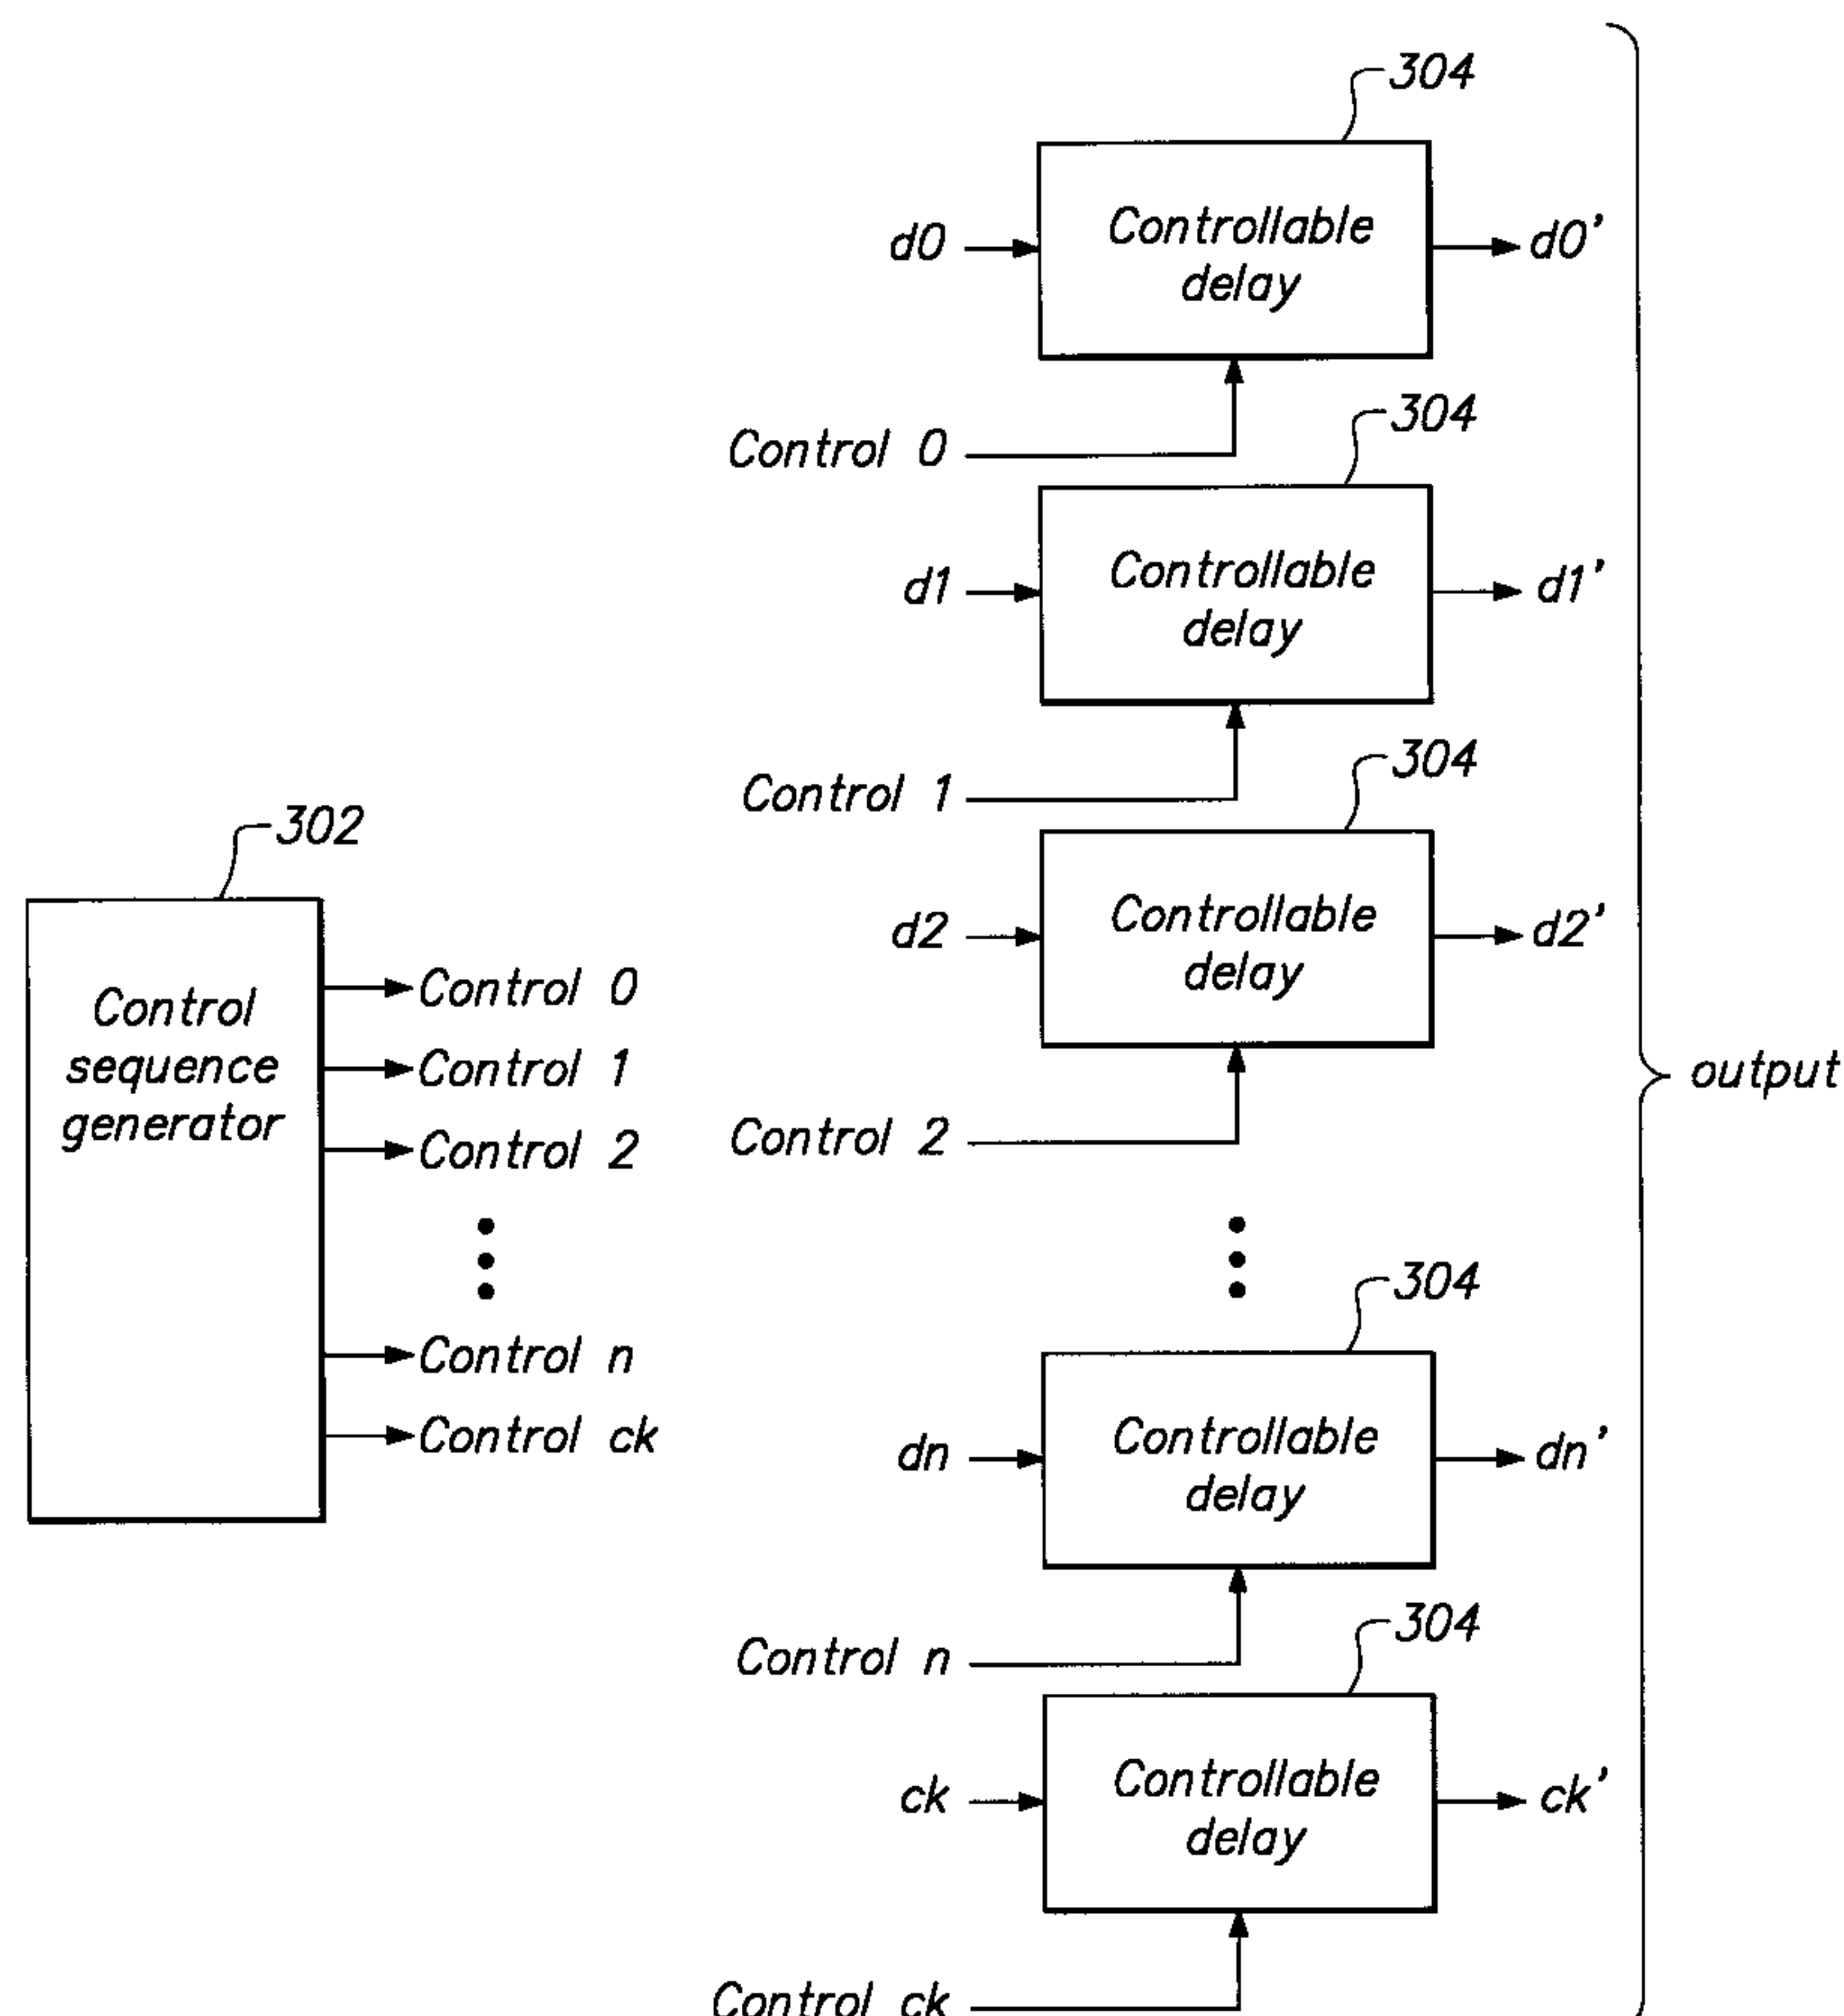 302
Control
sequence
generator
Control 0
Control 1
Control 2
Control n
Control ck
304
d0
Controllable
delay
d0'
Control 0
304
d1
Controllable
delay
d1'
Control 1
304
d2
Controllable
delay
d2'
Control 2
304
dn
Controllable
delay
dn'
Control n
304
ck
Controllable
delay
ck'
Control ck
output